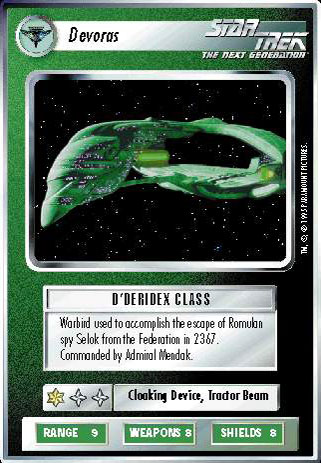 Devoras
STAR TREK
THE NEXT GENERATION
TM, ®, © 1995 PARAMOUNT PICTURES.
D'DERIDEX CLASS
Warbird used to accomplish the escape of Romulan
spy Selok from the Federation in 2367.
Commanded by Admiral Mendak.
Cloaking Device, Tractor Beam
RANGE 9 WEAPONS 8 SHIELDS 8